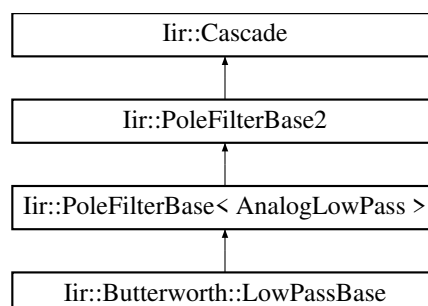 Iir::Cascade
Iir::PoleFilterBase2
Iir::PoleFilterBase< AnalogLowPass >
Iir::Butterworth::LowPassBase